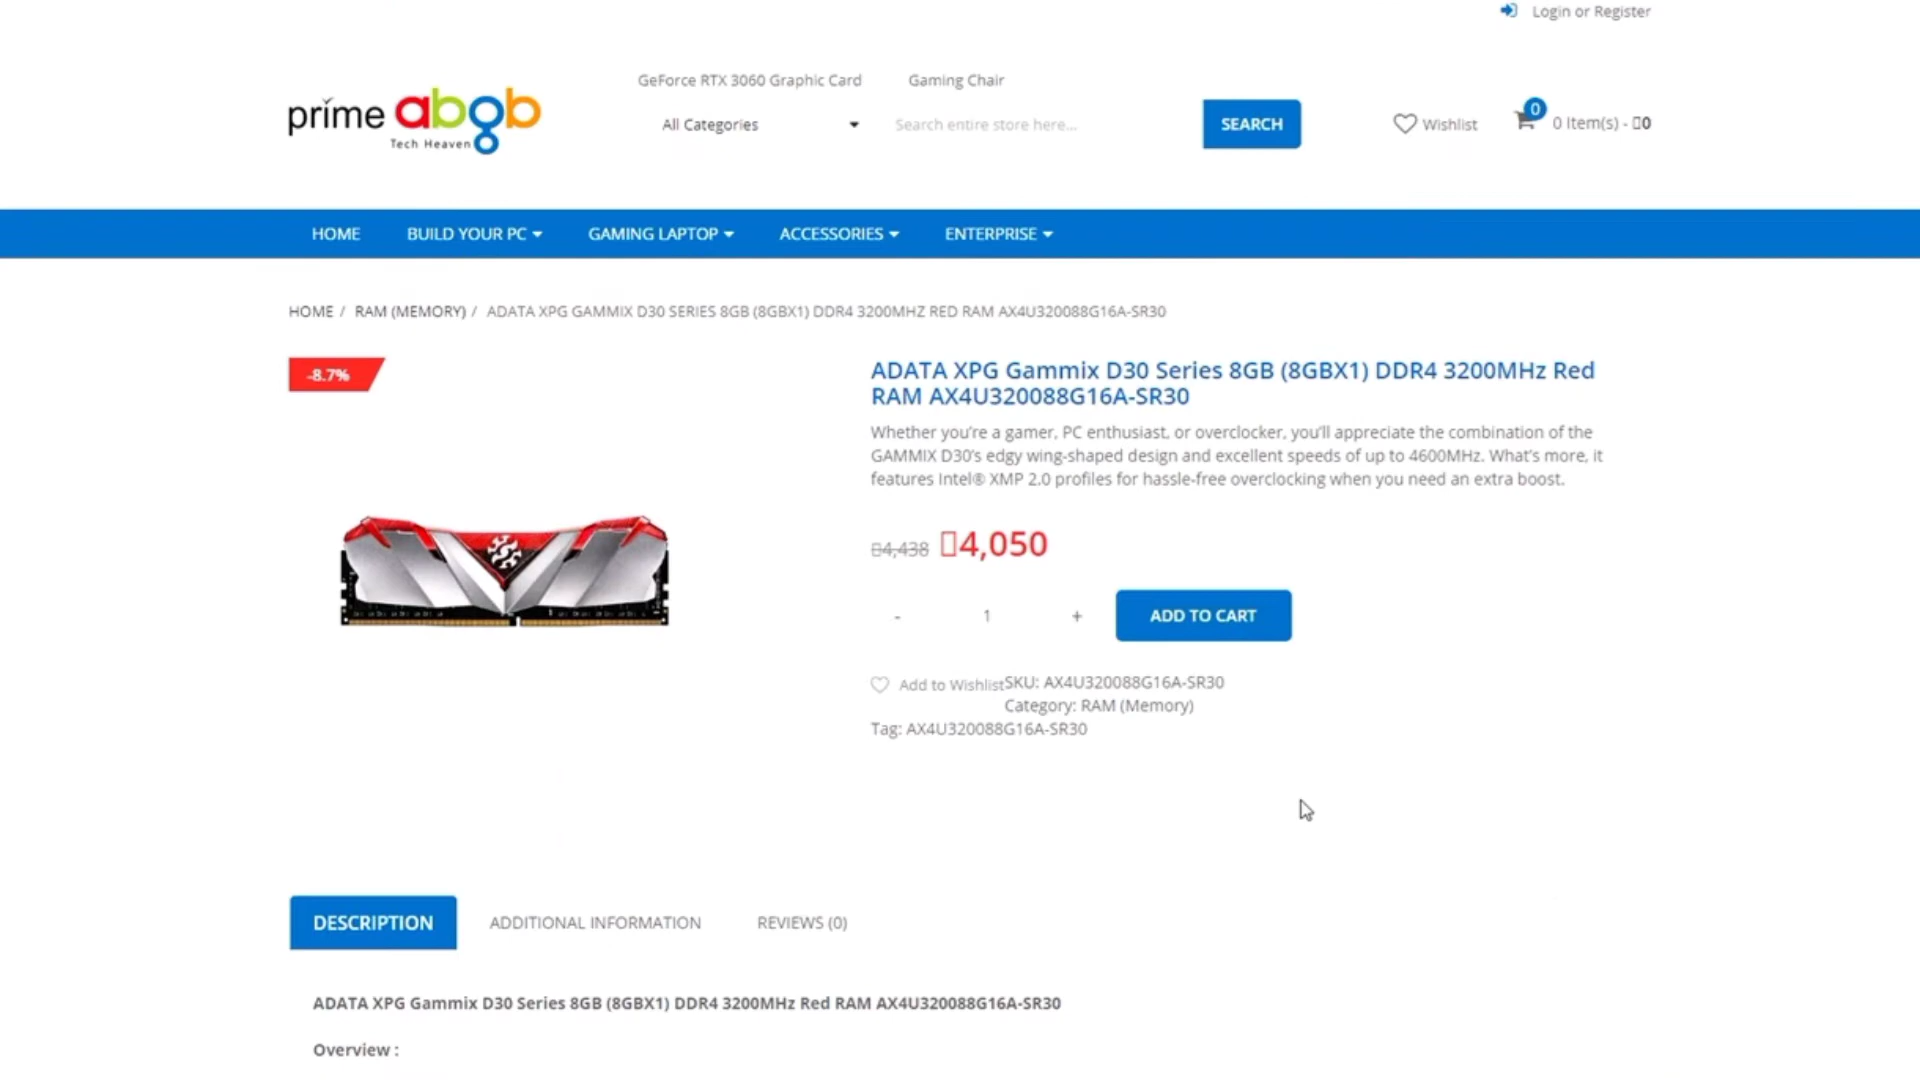 Login or Register
GeForce RTX 3060 Graphic Card Gaming Chair
prime abgb
Tech Heaven
All Categories
Search entire store here...
SEARCH
Wishlist
0
0 Item(s) - ▯0
HOME BUILD YOUR PC GAMING LAPTOP ACCESSORIES ENTERPRISE
HOME / RAM (MEMORY) / ADATA XPG GAMMIX D30 SERIES 8GB (8GBX1) DDR4 3200MHZ RED RAM AX4U320088G16A-SR30
-8.7%
ADATA XPG Gammix D30 Series 8GB (8GBX1) DDR4 3200MHz Red
RAM AX4U320088G16A-SR30
Whether you’re a gamer, PC enthusiast, or overclocker, you’ll appreciate the combination of the
GAMMIX D30’s edgy wing-shaped design and excellent speeds of up to 4600MHz. What’s more, it
features Intel® XMP 2.0 profiles for hassle-free overclocking when you need an extra boost.
▯4,438 ▯4,050
- 1 + ADD TO CART
Add to Wishlist SKU: AX4U320088G16A-SR30
Category: RAM (Memory)
Tag: AX4U320088G16A-SR30
DESCRIPTION ADDITIONAL INFORMATION REVIEWS (0)
ADATA XPG Gammix D30 Series 8GB (8GBX1) DDR4 3200MHz Red RAM AX4U320088G16A-SR30
Overview :